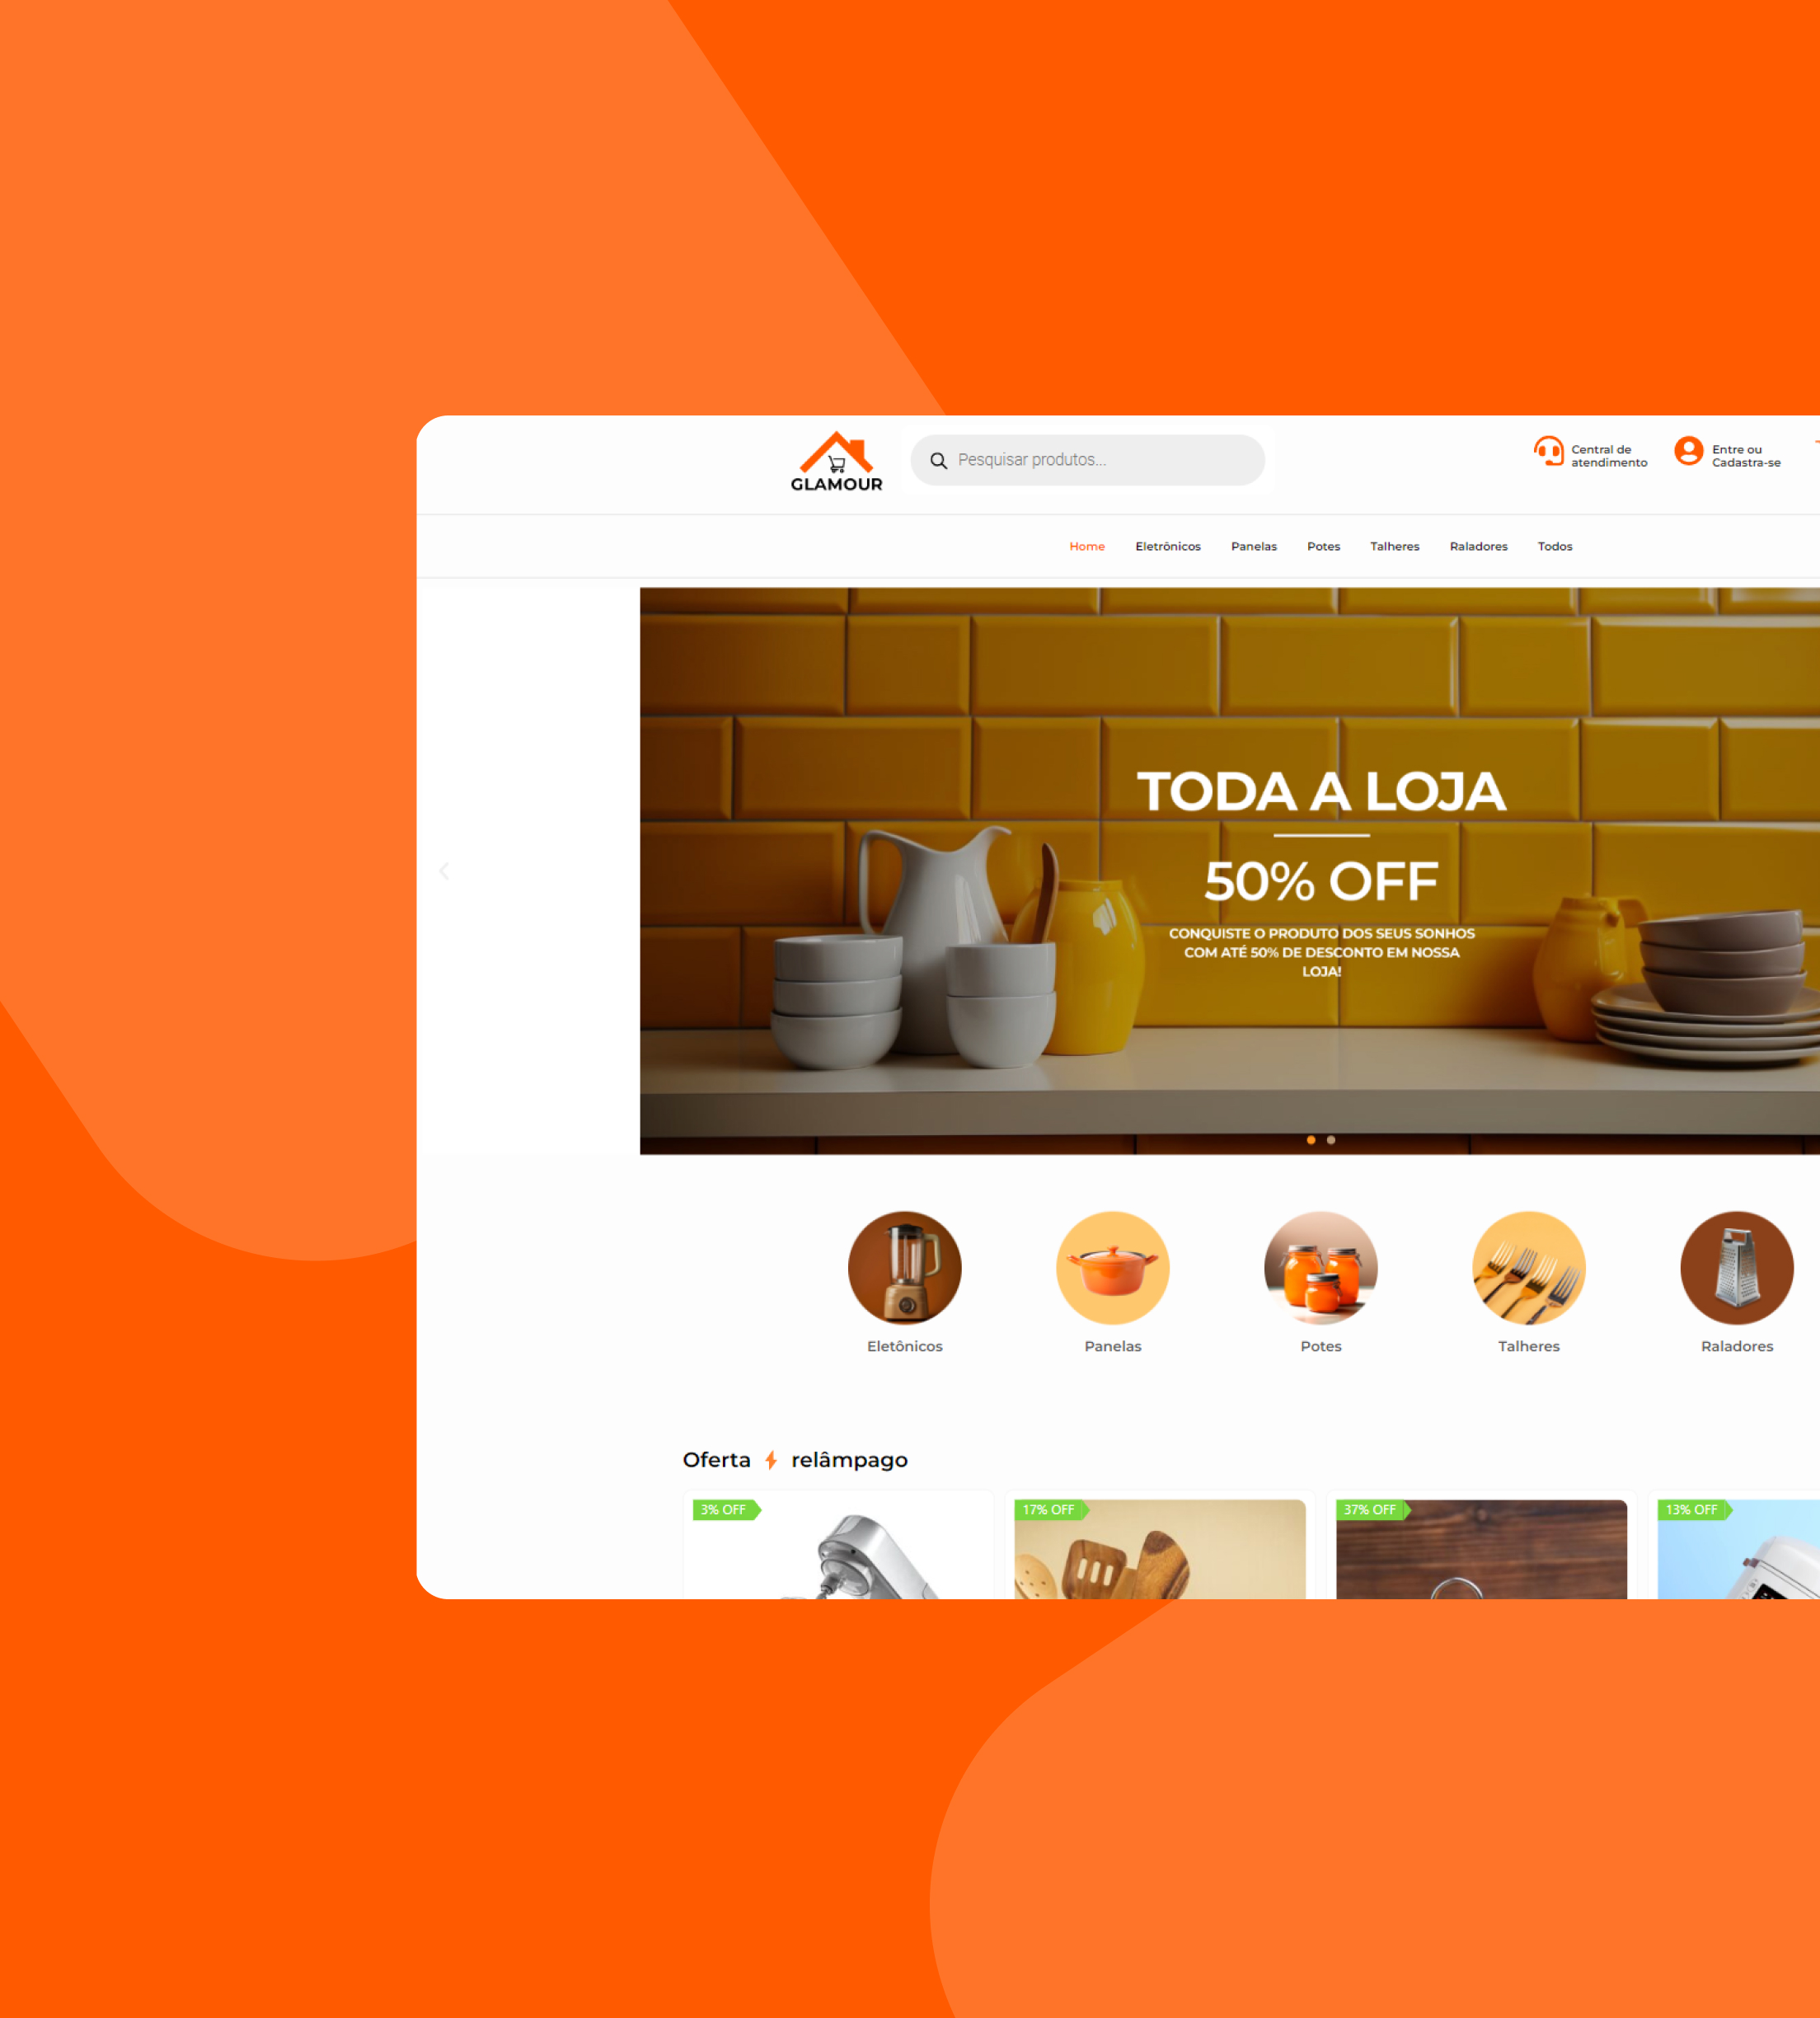 GLAMOUR
Pesquisar produtos...
Central de
atendimento
Entre ou
Cadastra-se
Home Eletrônicos Panelas Potes Talheres Raladores Todos
TODA A LOJA
50% OFF
CONQUISTE O PRODUTO DOS SEUS SONHOS
COM ATÉ 50% DE DESCONTO EM NOSSA
LOJA!
Eletônicos Panelas Potes Talheres Raladores
Oferta relâmpago
3% OFF 17% OFF 37% OFF 13% OFF